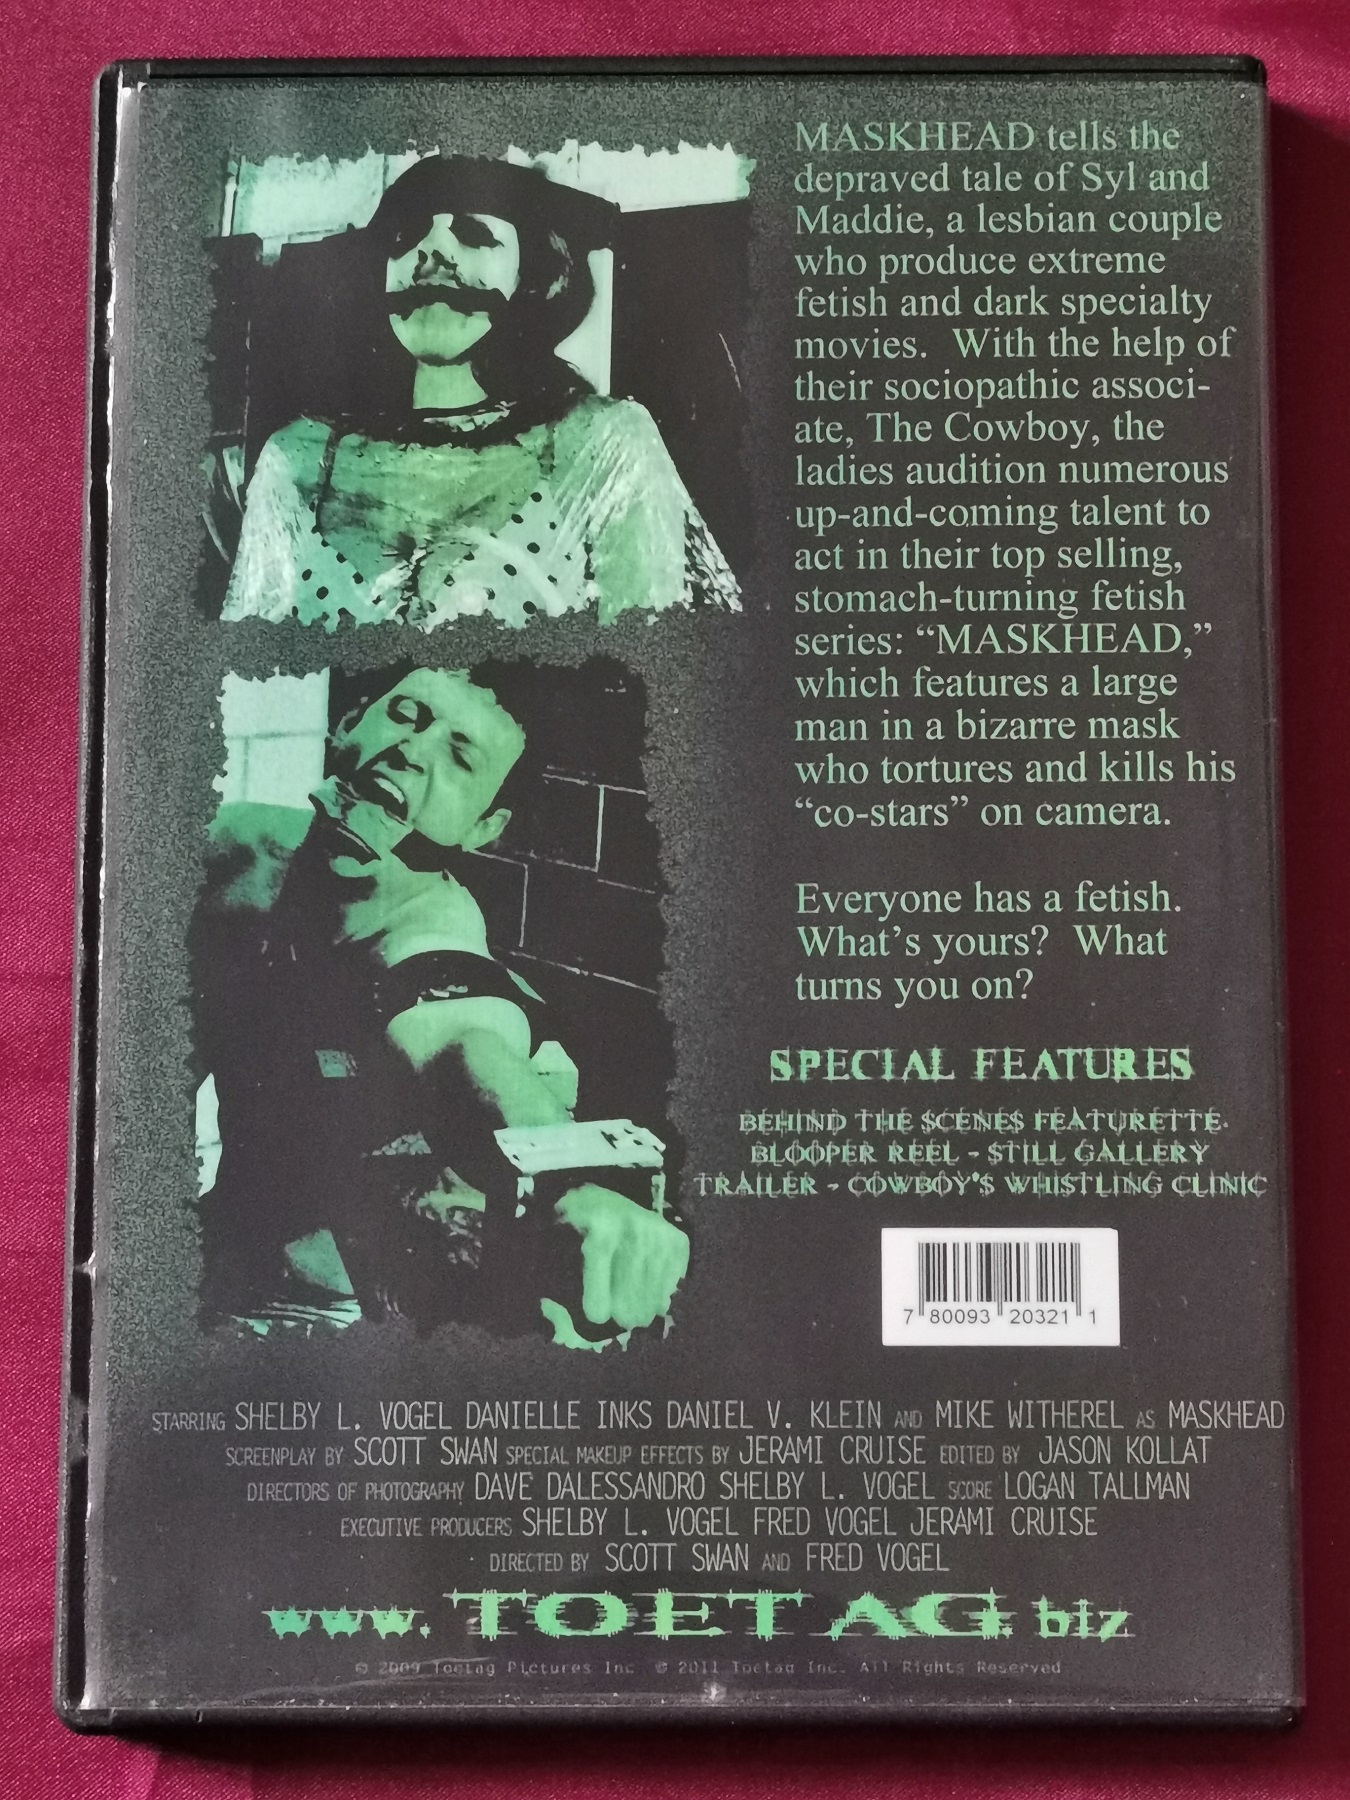 MASKHEAD tells the
depraved tale of Syl and
Maddie, a lesbian couple
who produce extreme
fetish and dark specialty
movies.  With the help of
their sociopathic associ-
ate, The Cowboy, the
ladies audition numerous
up-and-coming talent to
act in their top selling,
stomach-turning fetish
series: “MASKHEAD,”
which features a large
man in a bizarre mask
who tortures and kills his
“co-stars” on camera.
Everyone has a fetish.
What’s yours?  What
turns you on?
SPECIAL FEATURES
BEHIND THE SCENES FEATURETTE
BLOOPER REEL - STILL GALLERY
TRAILER - COWBOY'S WHISTLING CLINIC
7 80093 20321 1
STARRING SHELBY L. VOGEL DANIELLE INKS DANIEL V. KLEIN AND MIKE WITHEREL AS MASKHEAD
SCREENPLAY BY SCOTT SWAN SPECIAL MAKEUP EFFECTS BY JERAMI CRUISE EDITED BY JASON KOLLAT
DIRECTORS OF PHOTOGRAPHY DAVE DALESSANDRO SHELBY L. VOGEL SCORE LOGAN TALLMAN
EXECUTIVE PRODUCERS SHELBY L. VOGEL FRED VOGEL JERAMI CRUISE
DIRECTED BY SCOTT SWAN AND FRED VOGEL
www.TOETAG.biz
© 2009 Toetag Pictures Inc © 2011 Toetag Inc. All Rights Reserved